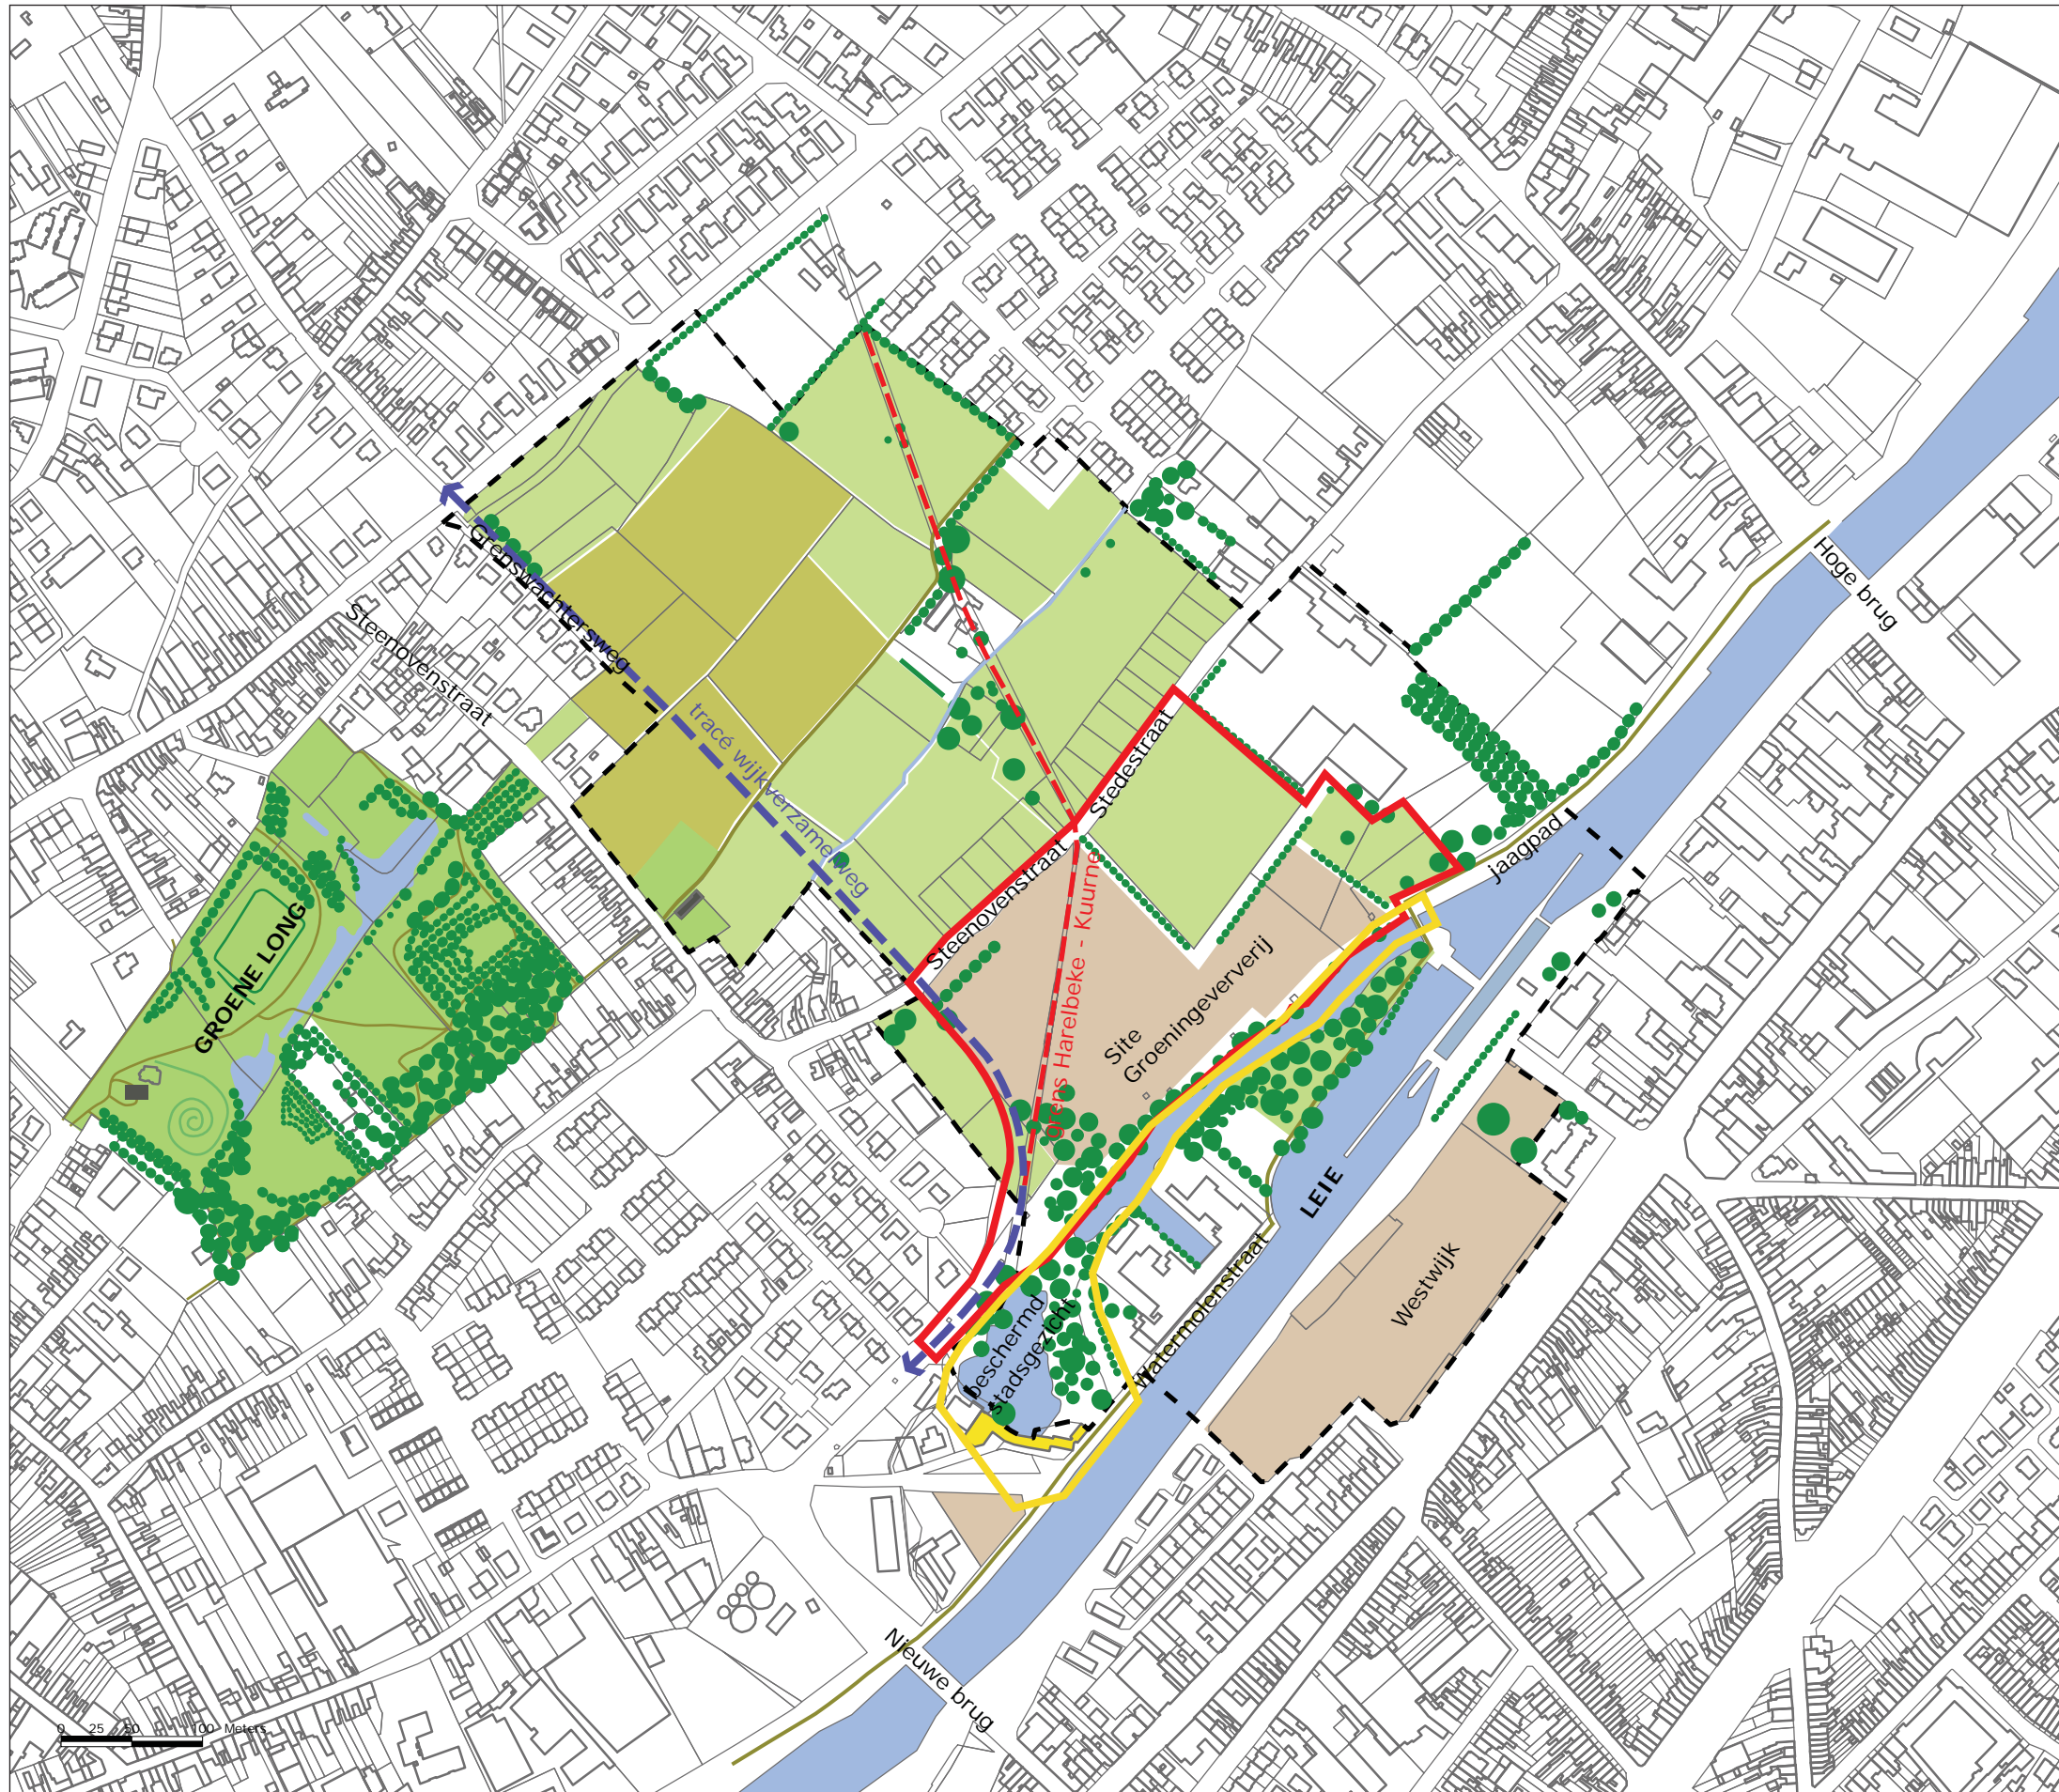 Hoge brug
Grenswachtersweg
Steenovenstraat
tracé wijkverzamelweg
Stedestraat
Steenovenstraat
jaagpad
GROENE LONG
grens Harelbeke - Kuurne
Site
Groeningeververij
LEIE
Westwijk
Watermolenstraat
beschermd
stadsgezicht
Nieuwe brug
0 25 50 100 Meters